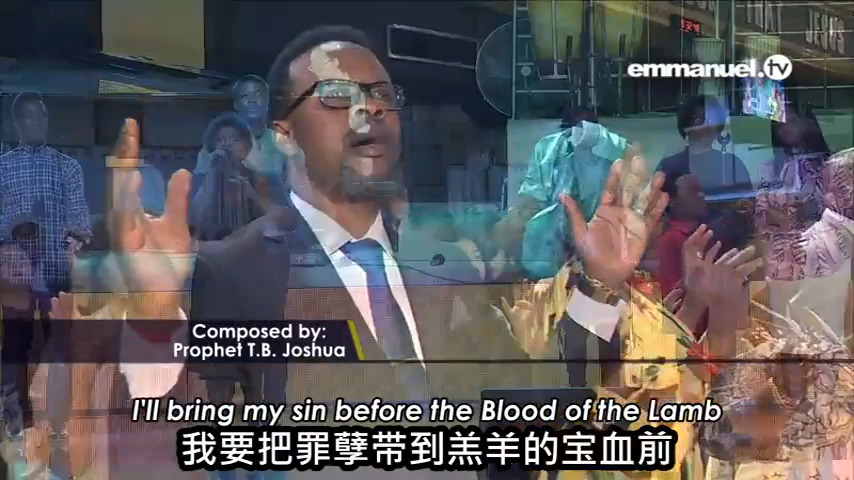 emmanuel.tv
JESUS
Composed by:
Prophet T.B. Joshua
I'll bring my sin before the Blood of the Lamb
我要把罪孽带到羔羊的宝血前